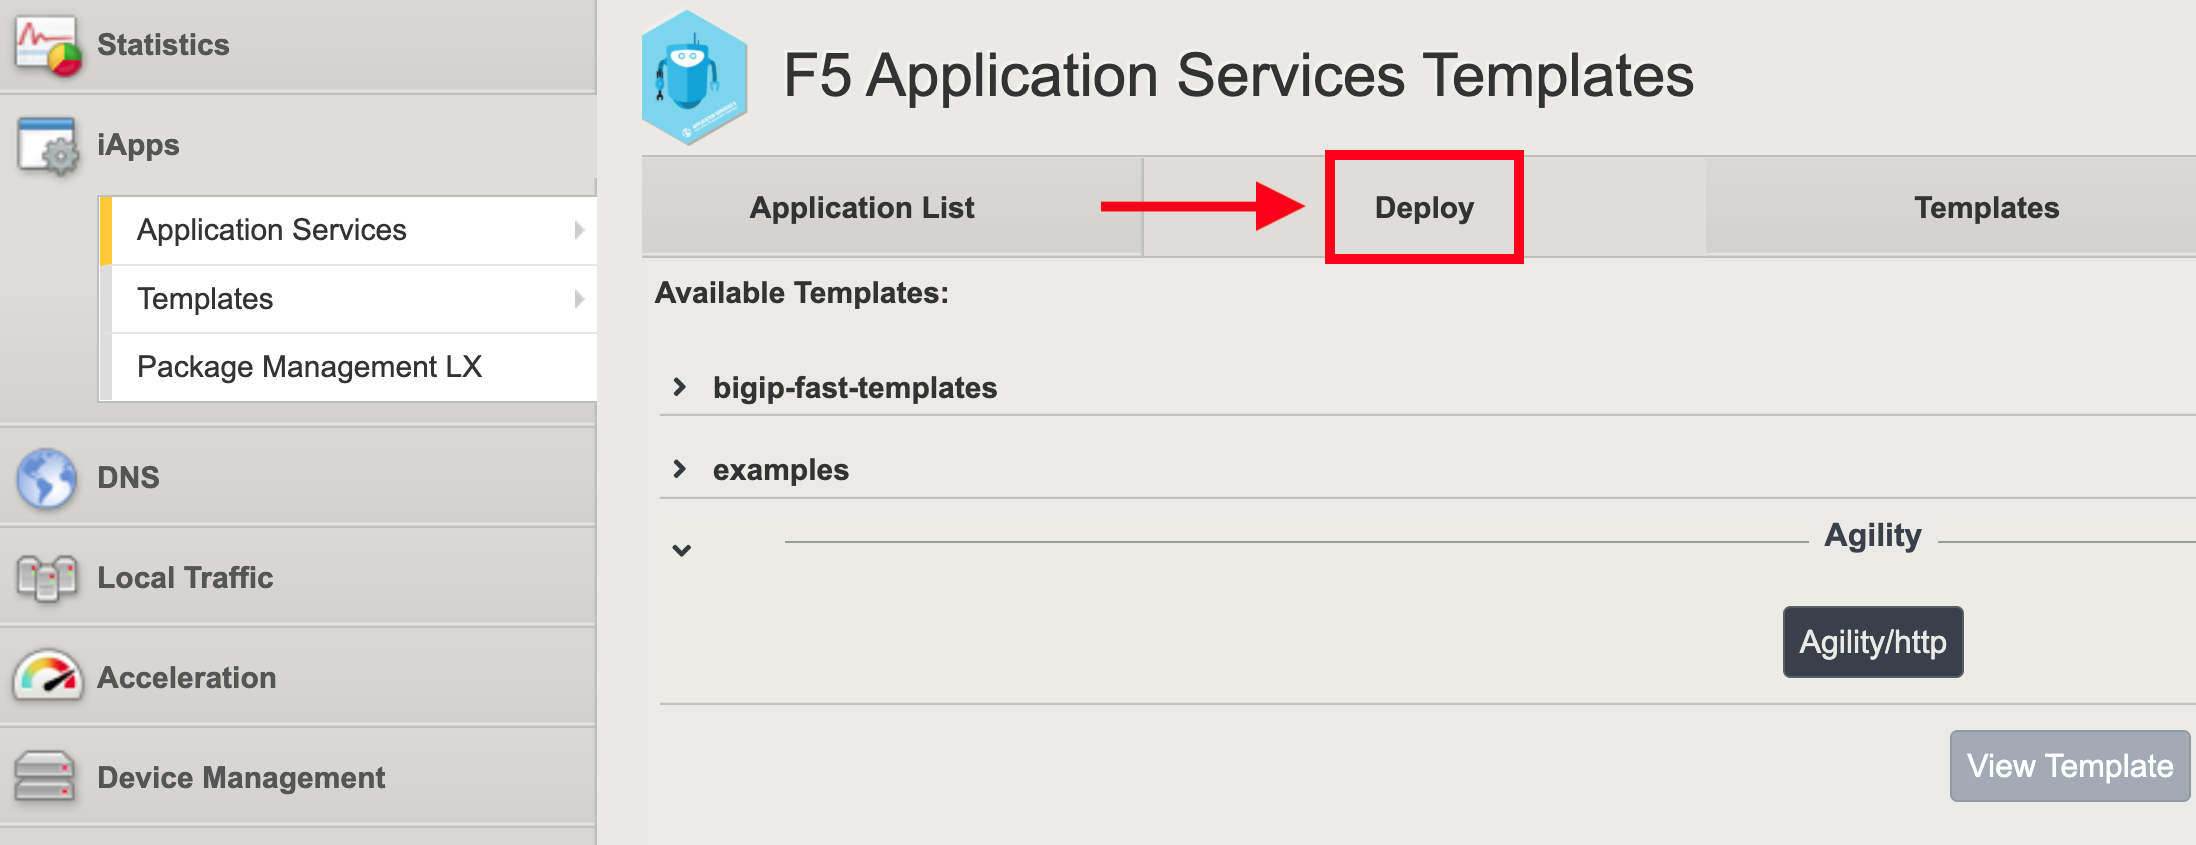 Statistics
iApps
Application Services
Templates
Package Management LX
DNS
Local Traffic
Acceleration
Device Management
F5 Application Services Templates
Application List
Deploy
Templates
Available Templates:
bigip-fast-templates
examples
Agility
Agility/http
View Template